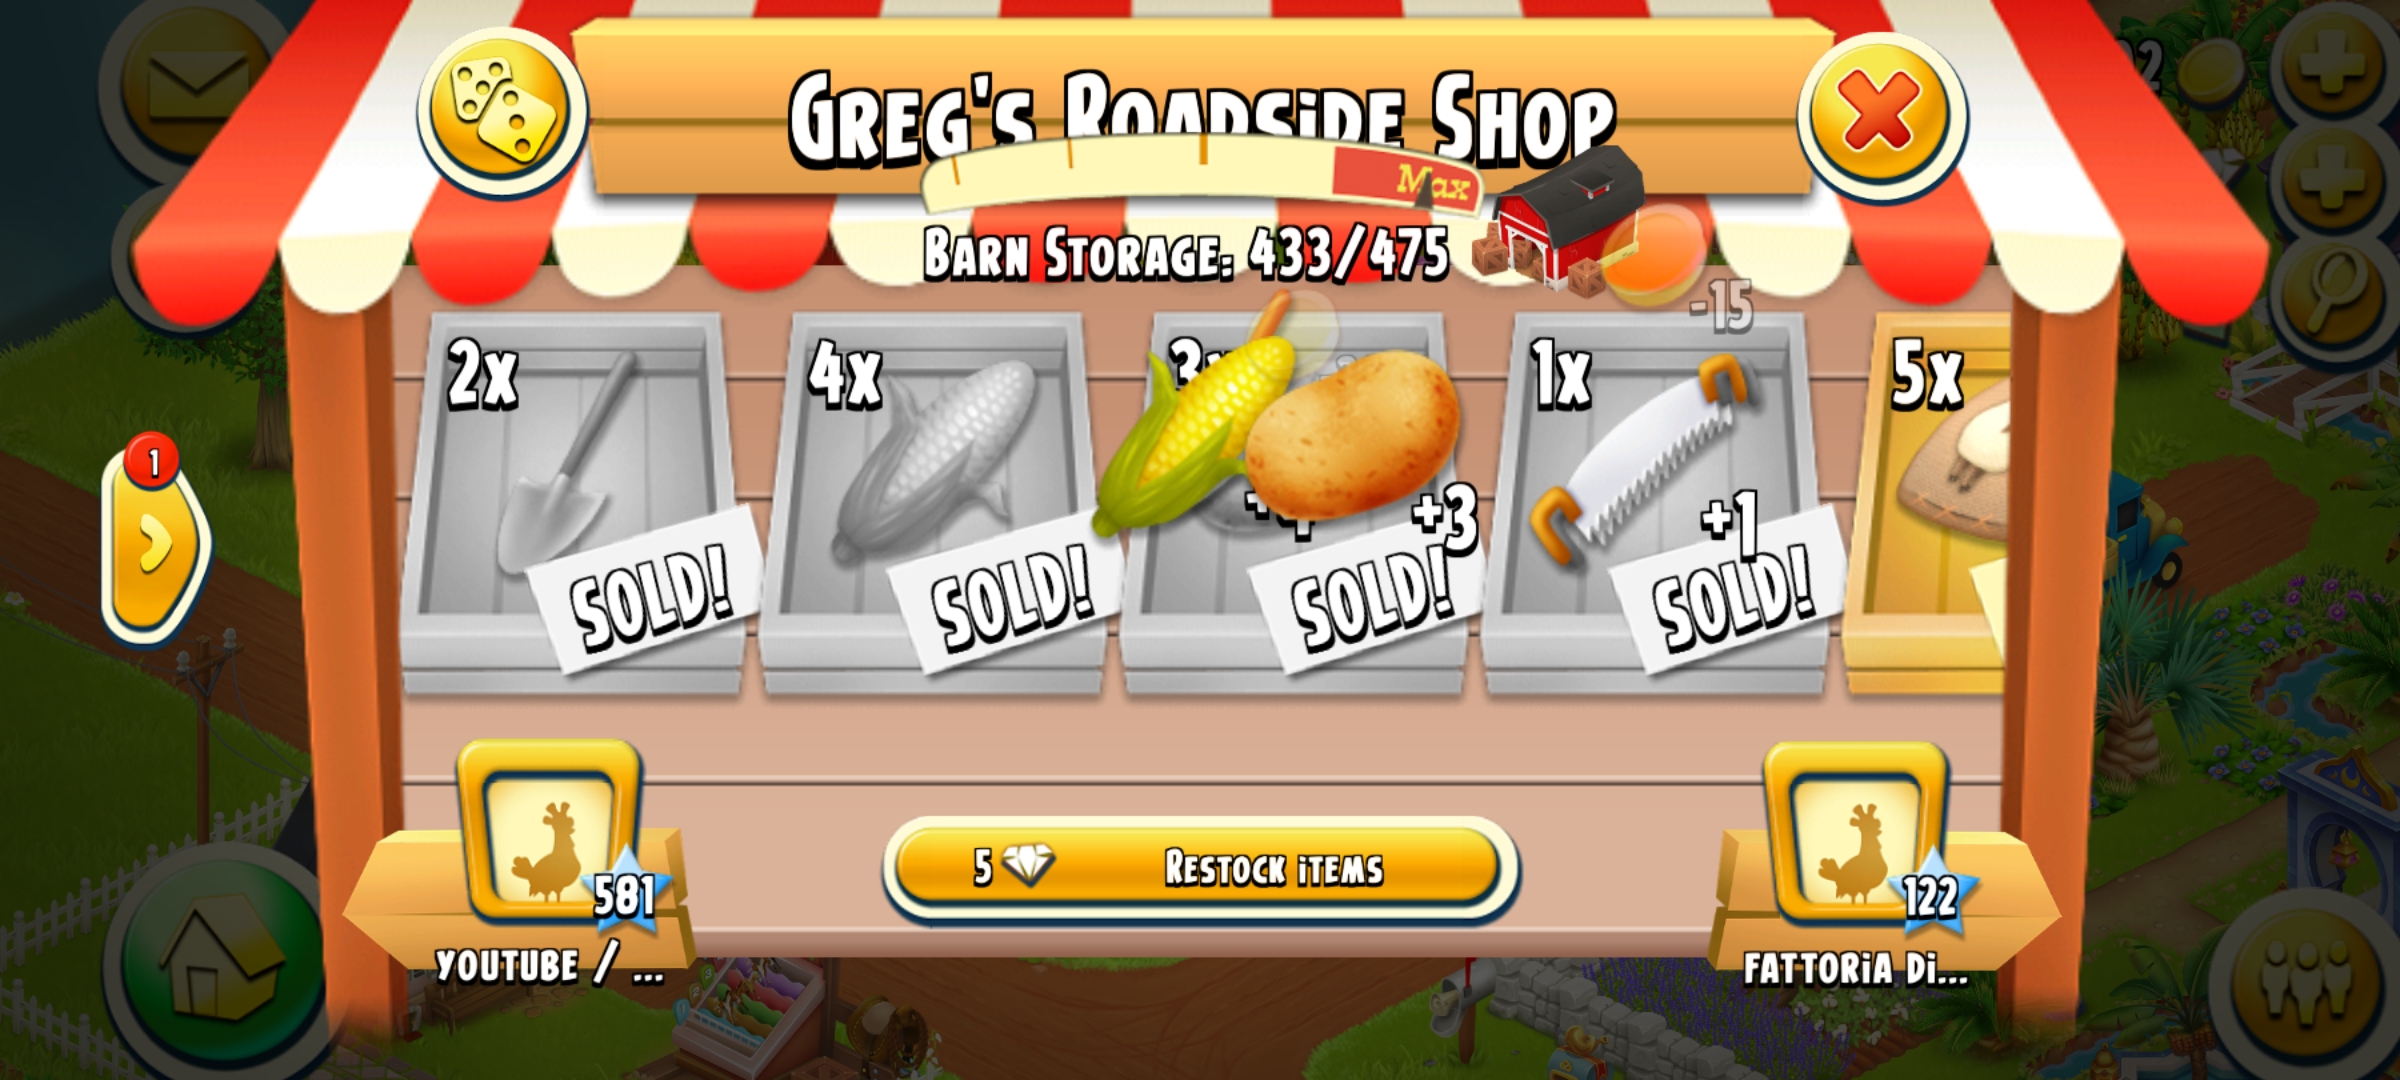 GREG'S ROADSIDE SHOP
Max
BARN STORAGE: 433/475
-15
2x
4x
1x
5x
1
+3
+1
SOLD!
SOLD!
SOLD!
SOLD!
581
5
RESTOCK ITEMS
122
YOUTUBE / ...
FATTORIA DI...